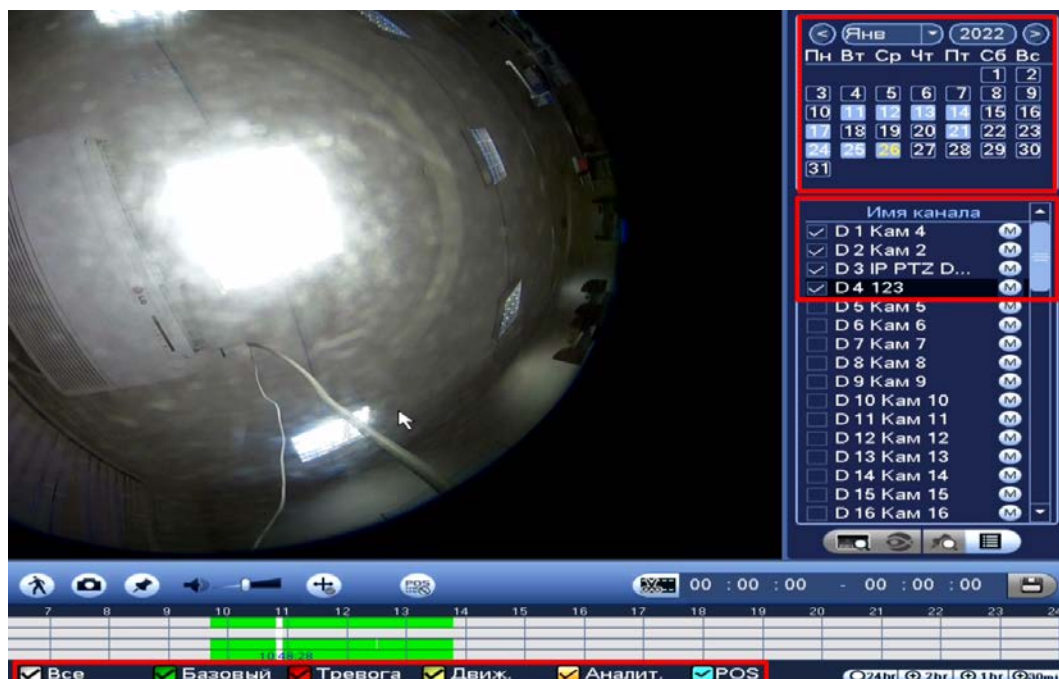 Янв 2022
Пн Вт Ср Чт Пт Сб Вс
1 2
3 4 5 6 7 8 9
10 11 12 13 14 15 16
17 18 19 20 21 22 23
24 25 26 27 28 29 30
31
Имя канала
D 1 Кам 4 M
D 2 Кам 2 M
D 3 IP PTZ D... M
D 4 123 M
D 5 Кам 5 M
D 6 Кам 6 M
D 7 Кам 7 M
D 8 Кам 8 M
D 9 Кам 9 M
D 10 Кам 10 M
D 11 Кам 11 M
D 12 Кам 12 M
D 13 Кам 13 M
D 14 Кам 14 M
D 15 Кам 15 M
D 16 Кам 16 M
POS 00 : 00 : 00 - 00 : 00 : 00
7 8 9 10 11 12 13 14 15 16 17 18 19 20 21 22 23 24
10:48:28
Все Базовый Тревога Движ. Аналит. POS 24hr 2hr 1hr 30mi